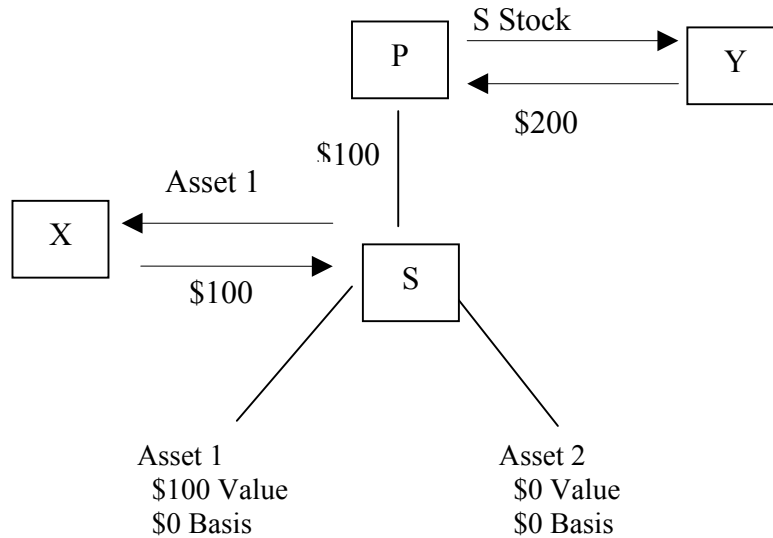 S Stock
P
Y
$200
$100
Asset 1
X
$100
S
Asset 1
$100 Value
$0 Basis
Asset 2
$0 Value
$0 Basis